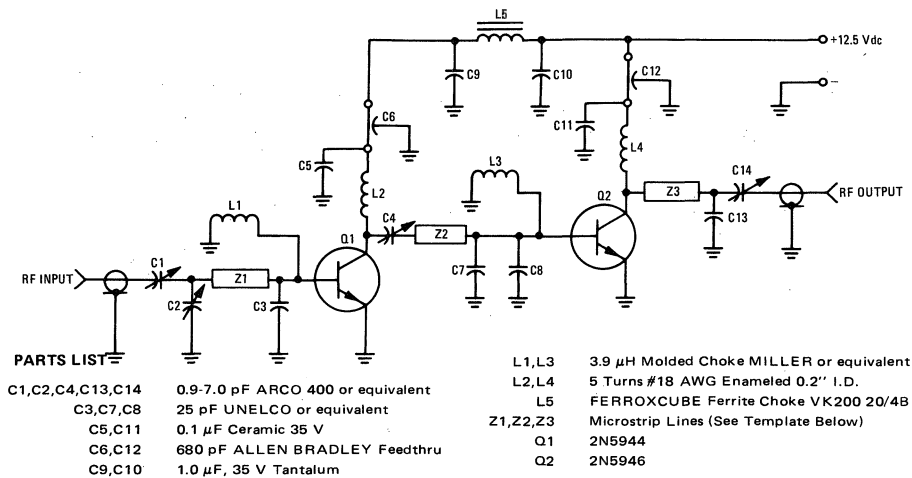 L5
+12.5 Vdc
C9
C10
C12
–
C6
C11
C5
L4
L3
L2
Q2
C14
L1
C4
Z3
RF OUTPUT
Q1
Z2
C13
C1
RF INPUT
Z1
C7
C8
C2
C3
PARTS LIST
C1,C2,C4,C13,C14 0.9-7.0 pF ARCO 400 or equivalent
C3,C7,C8 25 pF UNELCO or equivalent
C5,C11 0.1 µF Ceramic 35 V
C6,C12 680 pF ALLEN BRADLEY Feedthru
C9,C10 1.0 µF, 35 V Tantalum
L1,L3 3.9 µH Molded Choke MILLER or equivalent
L2,L4 5 Turns #18 AWG Enameled 0.2'' I.D.
L5 FERROXCUBE Ferrite Choke VK200 20/4B
Z1,Z2,Z3 Microstrip Lines (See Template Below)
Q1 2N5944
Q2 2N5946